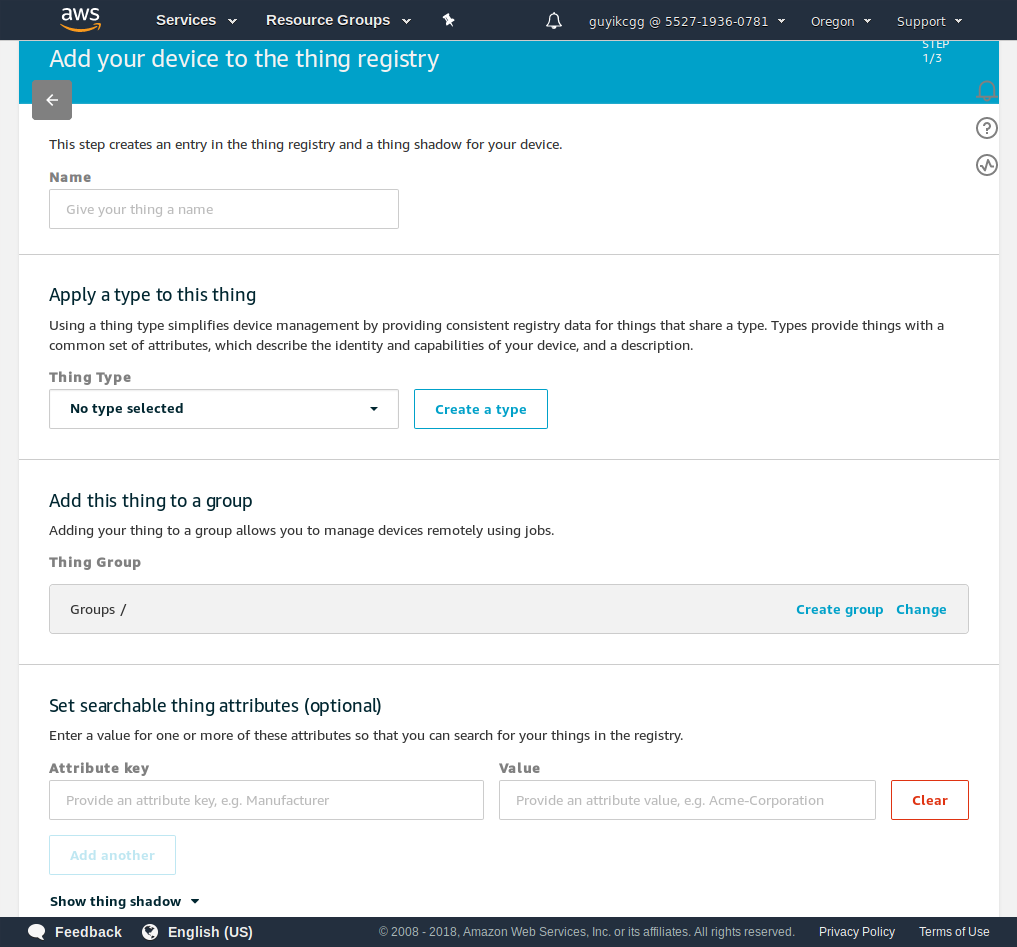 aws Services Resource Groups guyikcgg @ 5527-1936-0781 Oregon Support
Add your device to the thing registry
STEP
1/3
This step creates an entry in the thing registry and a thing shadow for your device.
Name
Give your thing a name
Apply a type to this thing
Using a thing type simplifies device management by providing consistent registry data for things that share a type. Types provide things with a
common set of attributes, which describe the identity and capabilities of your device, and a description.
Thing Type
No type selected Create a type
Add this thing to a group
Adding your thing to a group allows you to manage devices remotely using jobs.
Thing Group
Groups / Create group Change
Set searchable thing attributes (optional)
Enter a value for one or more of these attributes so that you can search for your things in the registry.
Attribute key Value
Provide an attribute key, e.g. Manufacturer Provide an attribute value, e.g. Acme-Corporation Clear
Add another
Show thing shadow
Feedback English (US) © 2008 - 2018, Amazon Web Services, Inc. or its affiliates. All rights reserved. Privacy Policy Terms of Use